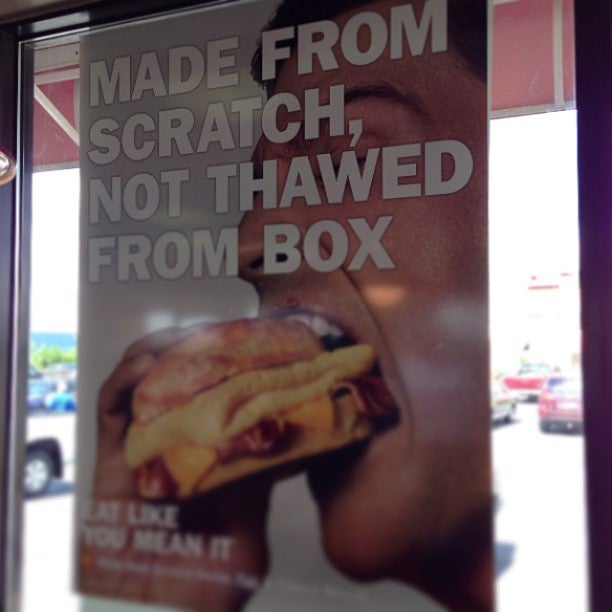 MADE FROM
SCRATCH,
NOT THAWED
FROM BOX
EAT LIKE
YOU MEAN IT